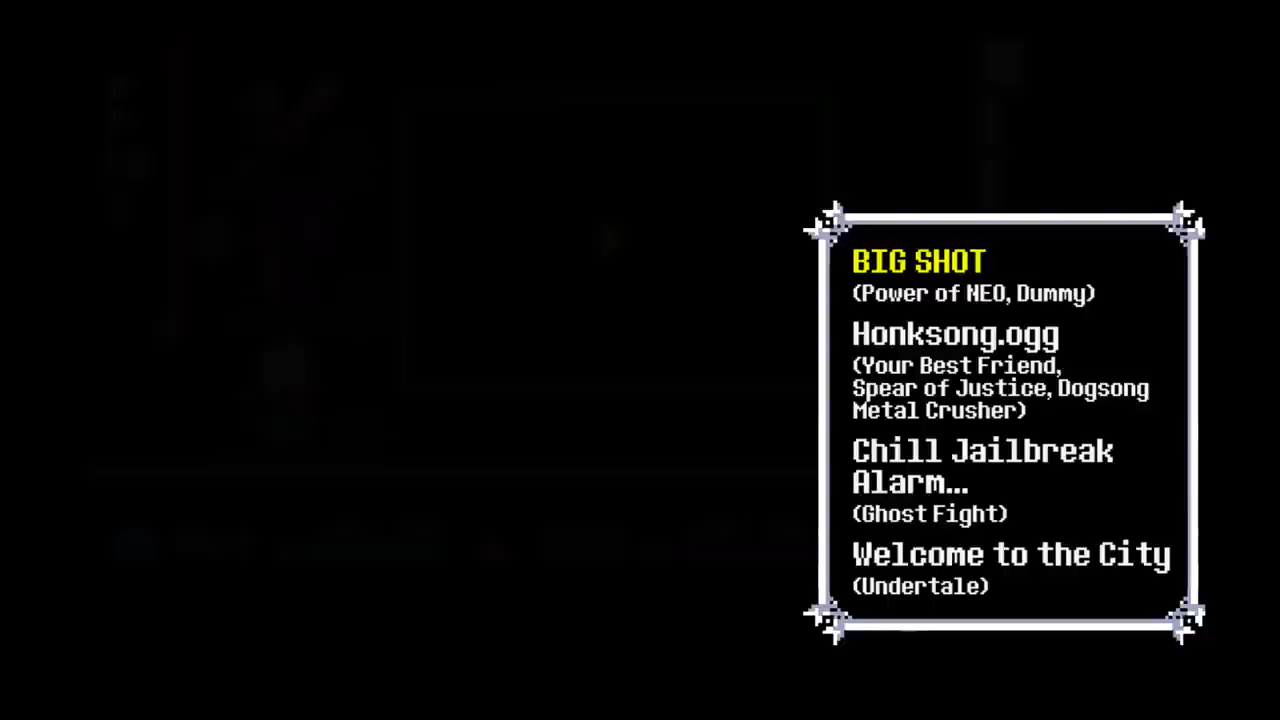 BIG SHOT
(Power of NEO, Dummy)
Honksong.ogg
(Your Best Friend,
Spear of Justice, Dogsong
Metal Crusher)
Chill Jailbreak
Alarm...
(Ghost Fight)
Welcome to the City
(Undertale)